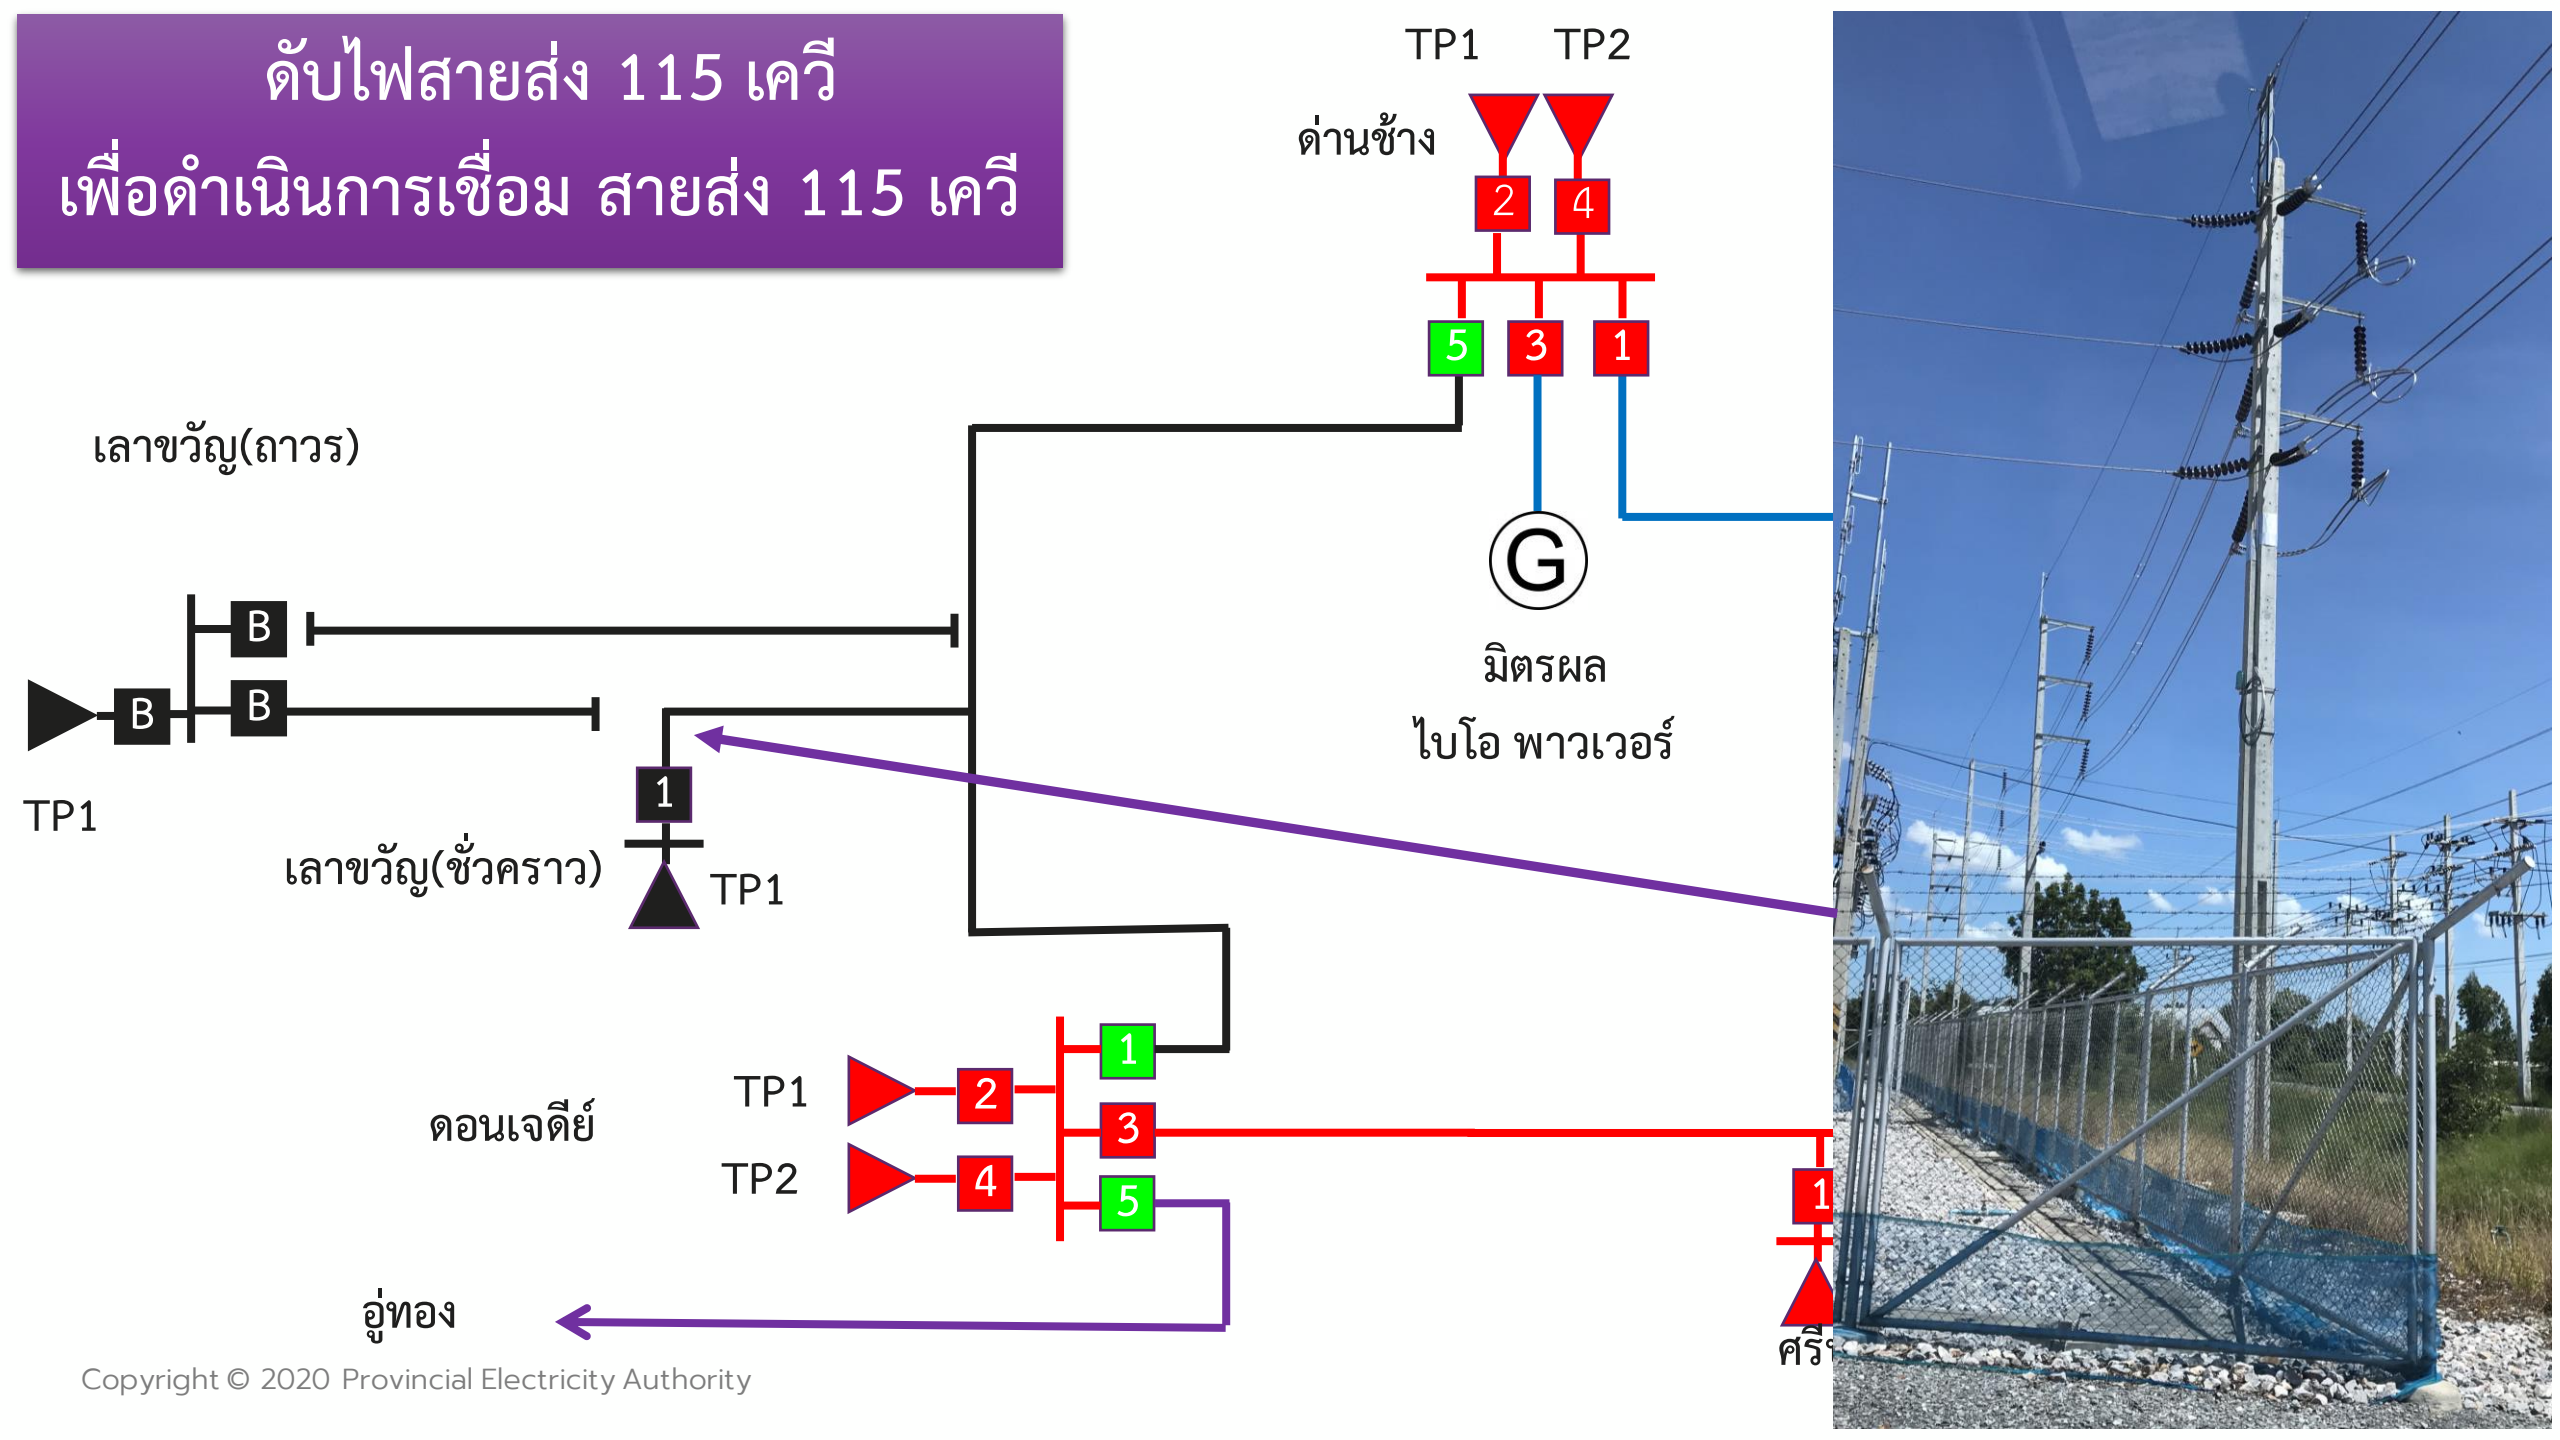 ดับไฟสายส่ง 115 เควี
เพื่อดำเนินการเชื่อม สายส่ง 115 เควี
TP1 TP2
ด่านช้าง
2 4
5 3 1
เลาขวัญ(ถาวร)
G
B
มิตรผล
B B
ไบโอ พาวเวอร์
TP1
1
เลาขวัญ(ชั่วคราว)
TP1
1
TP1 2
ดอนเจดีย์
3
TP2 4
5
1
อู่ทอง
Copyright © 2020 Provincial Electricity Authority